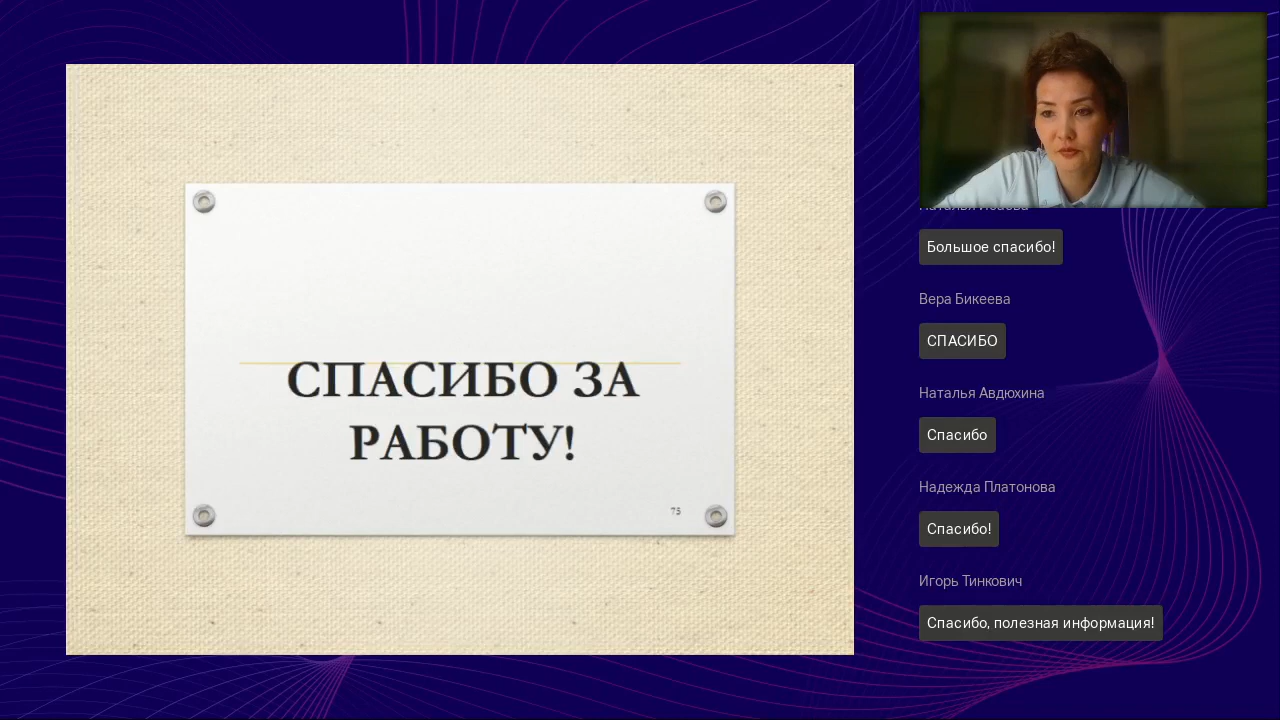 СПАСИБО ЗА
РАБОТУ!
75
Большое спасибо!
Вера Бикеева
СПАСИБО
Наталья Авдюхина
Спасибо
Надежда Платонова
Спасибо!
Игорь Тинкович
Спасибо, полезная информация!